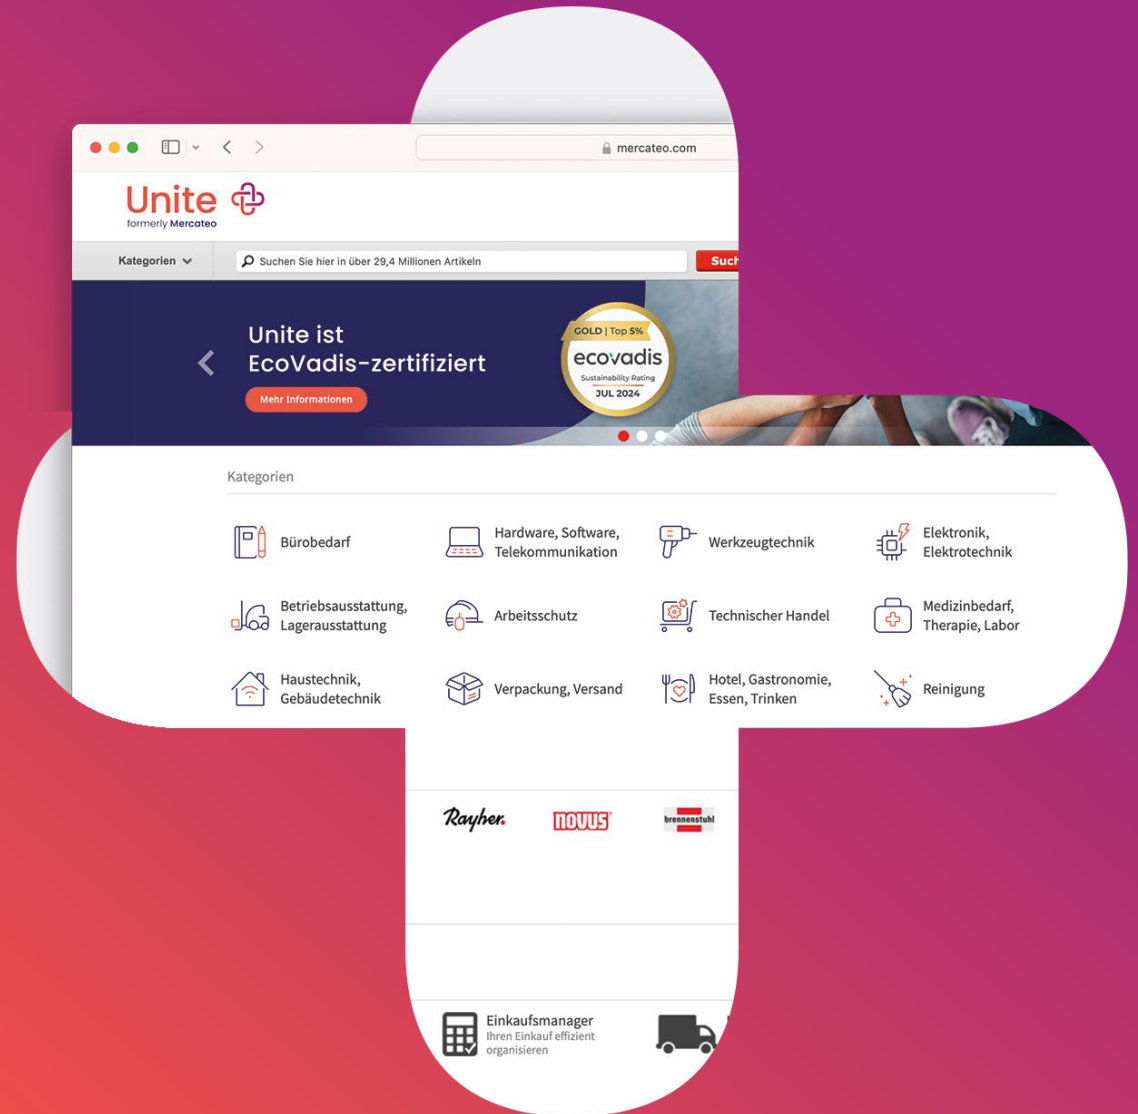 mercateo.com
Unite
formerly Mercateo
Kategorien
Suchen Sie hier in über 29,4 Millionen Artikeln
Such
Unite ist
EcoVadis-zertifiziert
Mehr Informationen
GOLD | Top 5%
ecovadis
Sustainability Rating
JUL 2024
Kategorien
Bürobedarf
Hardware, Software,
Telekommunikation
Werkzeugtechnik
Elektronik,
Elektrotechnik
Betriebsausstattung,
Lagerausstattung
Arbeitsschutz
Technischer Handel
Medizinbedarf,
Therapie, Labor
Haustechnik,
Gebäudetechnik
Verpackung, Versand
Hotel, Gastronomie,
Essen, Trinken
Reinigung
Rayher.
novus
brennenstuhl
Einkaufsmanager
Ihren Einkauf effizient
organisieren